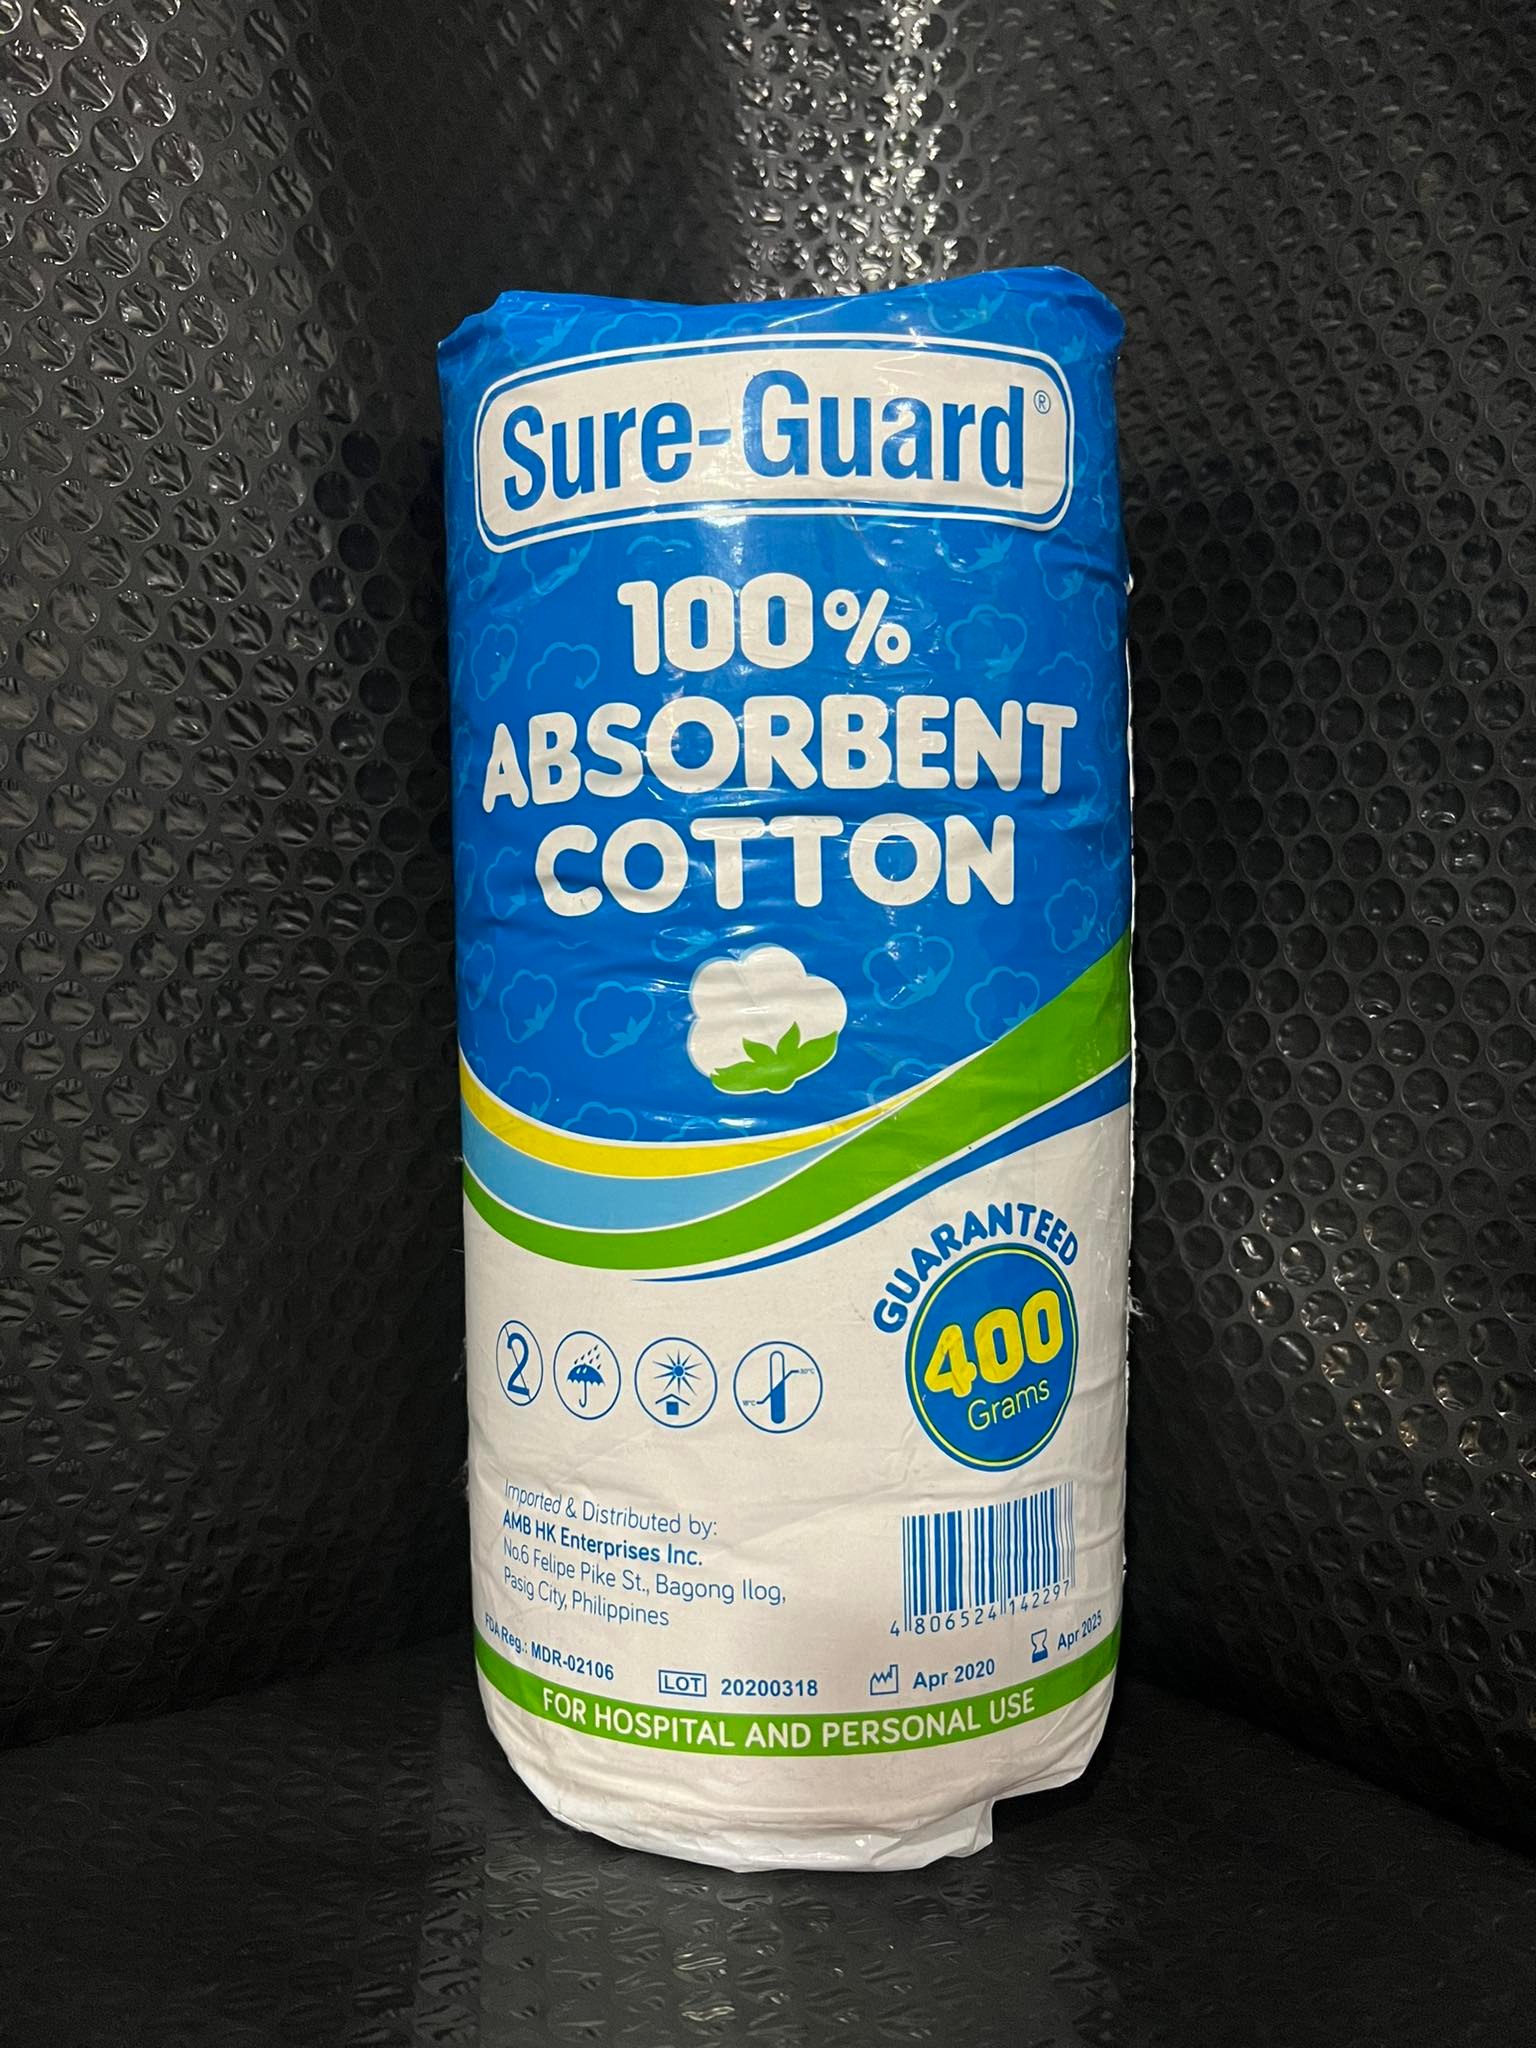 Sure-Guard®
100%
ABSORBENT
COTTON
GUARANTEED
400
Grams
2
30°C
Imported & Distributed by:
AMB HK Enterprises Inc.
No.6 Felipe Pike St., Bagong Ilog,
Pasig City, Philippines
4 806524 142297
FDA Reg.: MDR-02106
LOT 20200318
Apr 2020
Apr 2025
FOR HOSPITAL AND PERSONAL USE